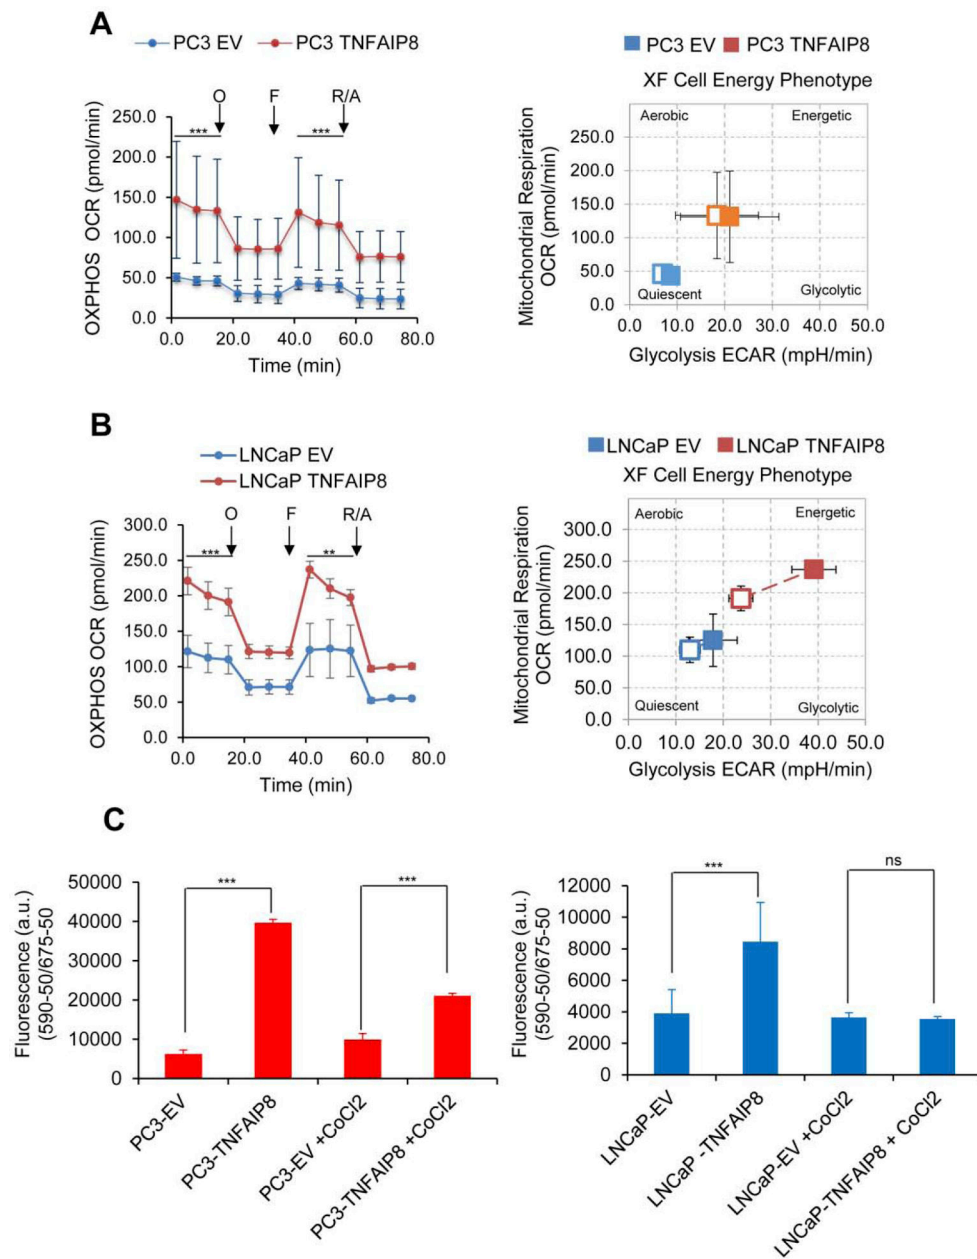 A
PC3 EV PC3 TNFAIP8
O F R/A
250.0
200.0
150.0
100.0
50.0
0.0
*** ***
OXPHOS OCR (pmol/min)
0.0 20.0 40.0 60.0 80.0
Time (min)
PC3 EV PC3 TNFAIP8
XF Cell Energy Phenotype
Aerobic Energetic
250.0
200.0
150.0
100.0
50.0
0.0
Quiescent Glycolytic
Mitochondrial Respiration
OCR (pmol/min)
0.0 10.0 20.0 30.0 40.0 50.0
Glycolysis ECAR (mpH/min)
B
LNCaP EV
LNCaP TNFAIP8
O F R/A
300.0
250.0
200.0
150.0
100.0
50.0
0.0
*** **
OXPHOS OCR (pmol/min)
0.0 20.0 40.0 60.0 80.0
Time (min)
LNCaP EV LNCaP TNFAIP8
XF Cell Energy Phenotype
Aerobic Energetic
300.0
250.0
200.0
150.0
100.0
50.0
0.0
Quiescent Glycolytic
Mitochondrial Respiration
OCR (pmol/min)
0.0 10.0 20.0 30.0 40.0 50.0
Glycolysis ECAR (mpH/min)
C
Fluorescence (a.u.)
(590-50/675-50
50000
40000
30000
20000
10000
0
*** ***
PC3-EV
PC3-TNFAIP8
PC3-EV +CoCl2
PC3-TNFAIP8 +CoCl2
Fluorescence (a.u.)
(590-50/675-50
12000
10000
8000
6000
4000
2000
0
*** ns
LNCaP-EV
LNCaP -TNFAIP8
LNCaP-EV +CoCl2
LNCaP-TNFAIP8 + CoCl2